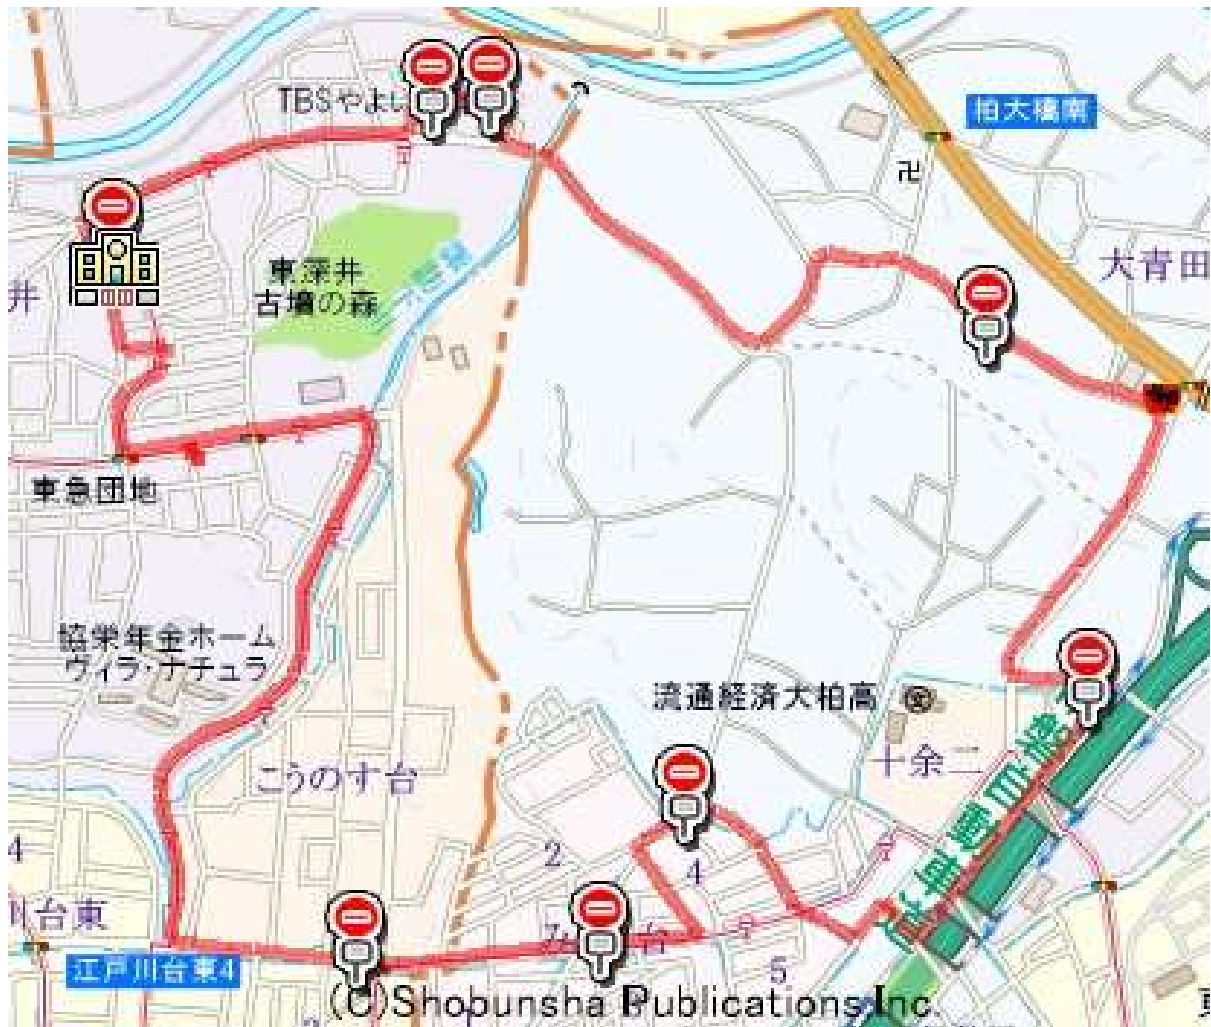 TBSやよい
柏大橋南
卍
大青田
東深井
古墳の森
井
東急団地
協栄年金ホーム
ヴィラ・ナチュラ
流通経済大柏高
十余二
こうのす台
2
4
4
台東
台
5
江戸川台東4
(C)Shobunsha Publications Inc.